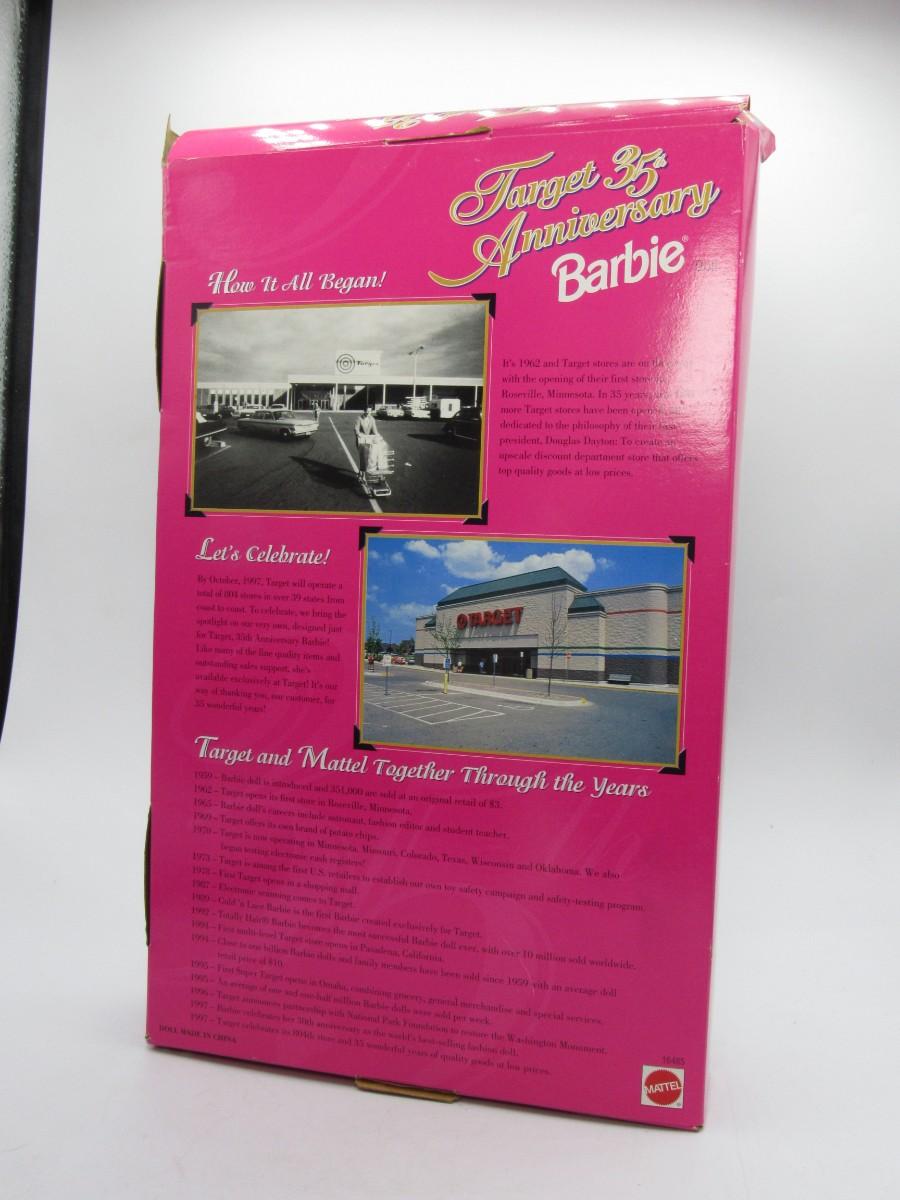 Target 35th
Anniversary
Barbie®
How It All Began!
Target
It's 1962 and Target stores are on
with the opening of their first store
Roseville, Minnesota. In 35 years,
more Target stores have been opened
dedicated to the philosophy of their
president, Douglas Dayton: To create an
upscale discount department store that offers
top quality goods at low prices.
Let's Celebrate!
By October, 1997, Target will operate a
total of 804 stores in over 39 states from
coast to coast. To celebrate, we bring the
spotlight on our very own, designed just
for Target, 35th Anniversary Barbie!
Like many of the fine quality items and
outstanding sales support, she's
available exclusively at Target! It's our
way of thanking you, our customer, for
35 wonderful years!
TARGET
Target and Mattel Together Through the Years
1959 – Barbie doll is introduced and 351,000 are sold at an original retail of $3.
1962 – Target opens its first store in Roseville, Minnesota.
1965 – Barbie doll's careers include astronaut, fashion editor and student teacher.
1969 – Target offers its own brand of potato chips.
1970 – Target is now operating in Minnesota, Missouri, Colorado, Texas, Wisconsin and Oklahoma. We also
began testing electronic cash registers!
1973 – Target is among the first U.S. retailers to establish our own toy safety campaign and safety-testing program.
1978 – First Target opens in a shopping mall.
1987 – Electronic scanning comes to Target.
1989 – Gold 'n Lace Barbie is the first Barbie created exclusively for Target.
1992 – Totally Hair® Barbie becomes the most successful Barbie doll ever, with over 10 million sold worldwide.
1994 – First multi-level Target store opens in Pasadena, California.
1994 – Close to one billion Barbie dolls and family members have been sold since 1959 with an average doll
retail price of $10.
1995 – First Super Target opens in Omaha, combining grocery, general merchandise and special services.
1995 – An average of one and one-half million Barbie dolls were sold per week.
1996 – Target announces partnership with National Park Foundation to restore the Washington Monument.
1997 – Barbie celebrates her 38th anniversary as the world's best-selling fashion doll.
1997 – Target celebrates its 804th store and 35 wonderful years of quality goods at low prices.
DOLL MADE IN CHINA
16485
MATTEL
®